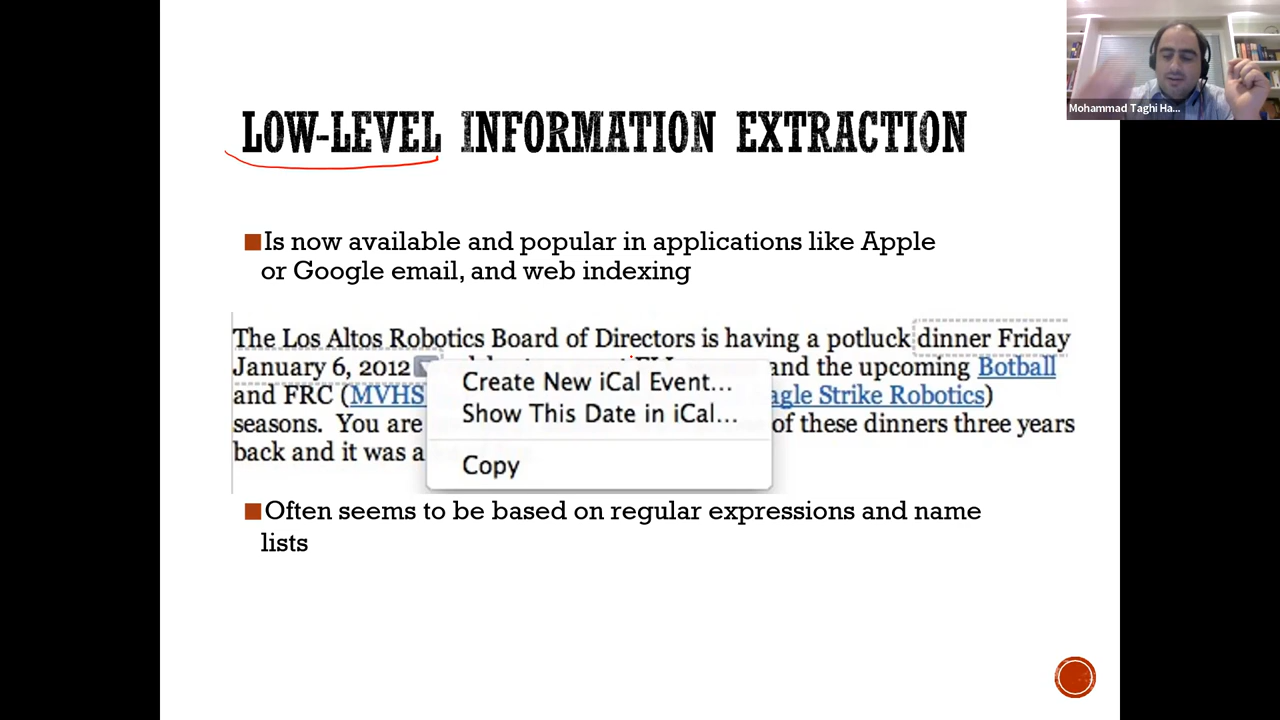 LOW-LEVEL INFORMATION EXTRACTION
Mohammad Taghi Ha...
Is now available and popular in applications like Apple
or Google email, and web indexing
The Los Altos Robotics Board of Directors is having a potluck dinner Friday
January 6, 2012 and the upcoming Botball
and FRC (MVHS agle Strike Robotics)
seasons. You are of these dinners three years
back and it was a
Create New iCal Event...
Show This Date in iCal...
Copy
Often seems to be based on regular expressions and name
lists